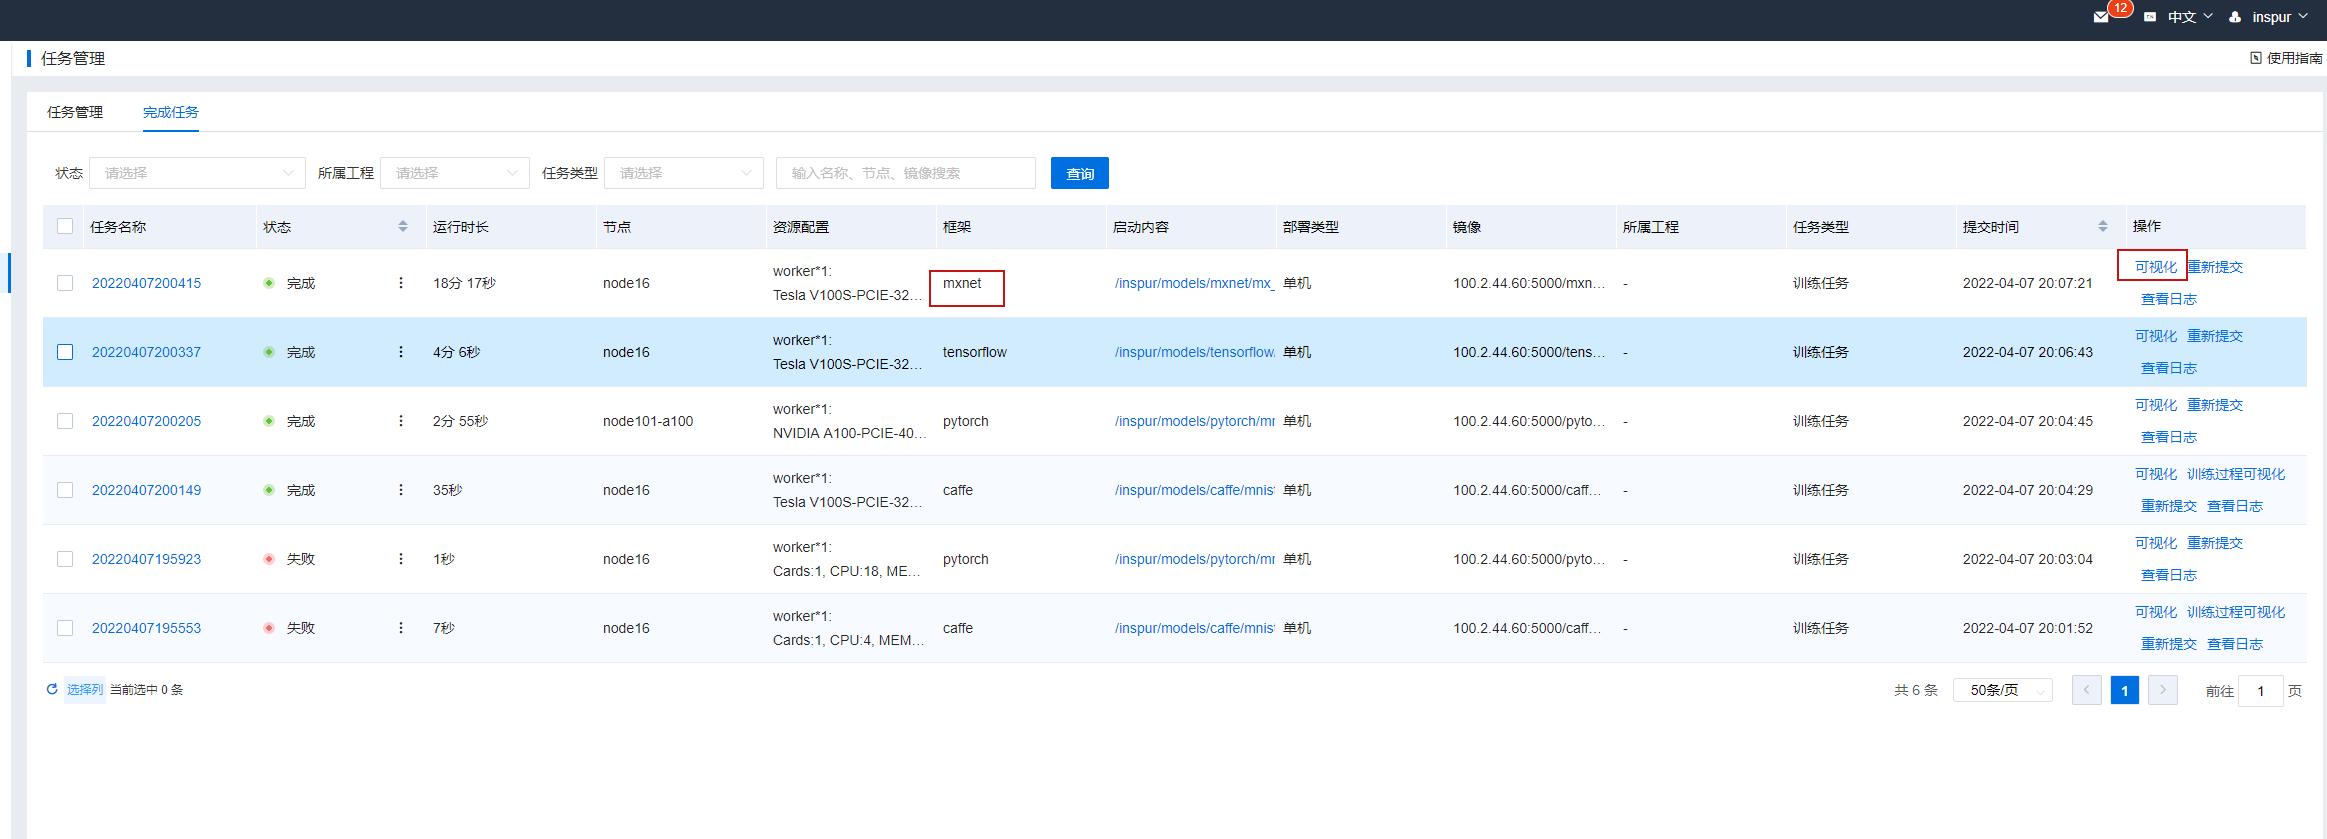 12 中文 inspur
任务管理 使用指南
任务管理 完成任务
状态 请选择 所属工程 请选择 任务类型 请选择 输入名称、节点、镜像搜索 查询
任务名称 状态 运行时长 节点 资源配置 框架 启动内容 部署类型 镜像 所属工程 任务类型 提交时间 操作
20220407200415 完成 18分 17秒 node16 worker*1: mxnet /inspur/models/mxnet/mx_ 单机 100.2.44.60:5000/mxn... - 训练任务 2022-04-07 20:07:21 可视化 重新提交
Tesla V100S-PCIE-32... 查看日志
20220407200337 完成 4分 6秒 node16 worker*1: tensorflow /inspur/models/tensorflow/ 单机 100.2.44.60:5000/tens... - 训练任务 2022-04-07 20:06:43 可视化 重新提交
Tesla V100S-PCIE-32... 查看日志
20220407200205 完成 2分 55秒 node101-a100 worker*1: pytorch /inspur/models/pytorch/mr 单机 100.2.44.60:5000/pyto... - 训练任务 2022-04-07 20:04:45 可视化 重新提交
NVIDIA A100-PCIE-40... 查看日志
20220407200149 完成 35秒 node16 worker*1: caffe /inspur/models/caffe/mnist 单机 100.2.44.60:5000/caff... - 训练任务 2022-04-07 20:04:29 可视化 训练过程可视化
Tesla V100S-PCIE-32... 重新提交 查看日志
20220407195923 失败 1秒 node16 worker*1: pytorch /inspur/models/pytorch/mr 单机 100.2.44.60:5000/pyto... - 训练任务 2022-04-07 20:03:04 可视化 重新提交
Cards:1, CPU:18, ME... 查看日志
20220407195553 失败 7秒 node16 worker*1: caffe /inspur/models/caffe/mnist 单机 100.2.44.60:5000/caff... - 训练任务 2022-04-07 20:01:52 可视化 训练过程可视化
Cards:1, CPU:4, MEM... 重新提交 查看日志
选择列 当前选中 0 条 共 6 条 50条/页 1 前往 1 页